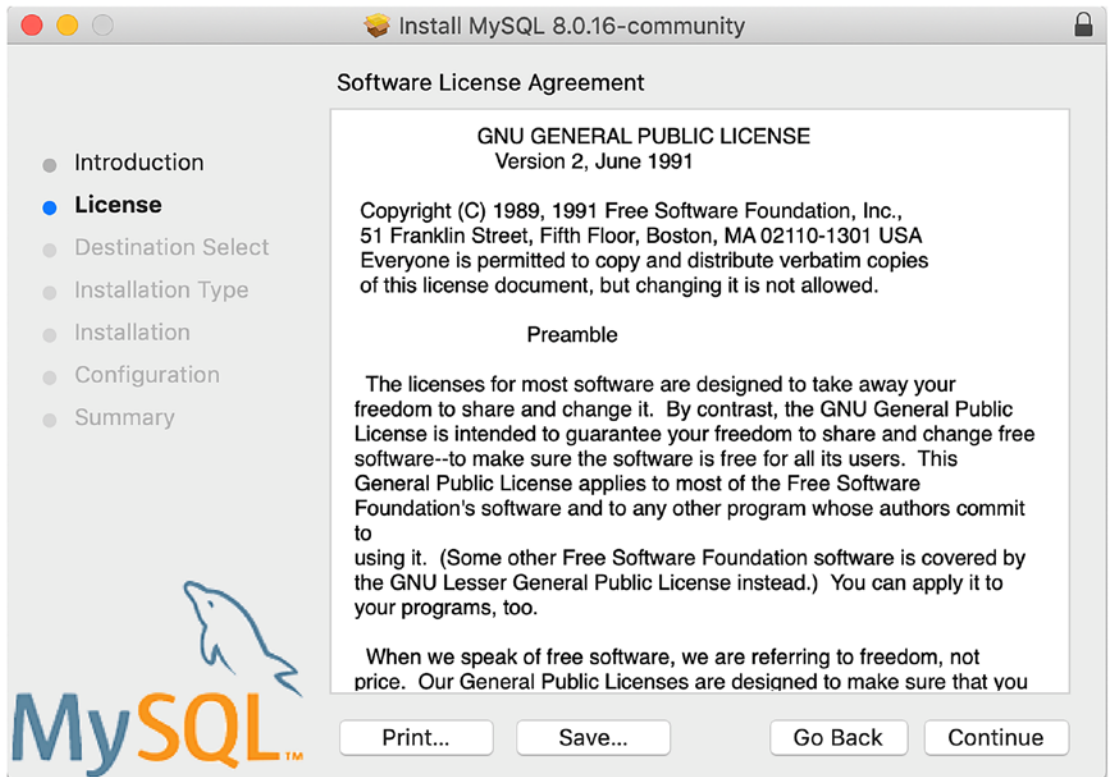 Install MySQL 8.0.16-community
Software License Agreement
Introduction
License
Destination Select
Installation Type
Installation
Configuration
Summary
GNU GENERAL PUBLIC LICENSE
Version 2, June 1991
Copyright (C) 1989, 1991 Free Software Foundation, Inc.,
51 Franklin Street, Fifth Floor, Boston, MA 02110-1301 USA
Everyone is permitted to copy and distribute verbatim copies
of this license document, but changing it is not allowed.
Preamble
The licenses for most software are designed to take away your
freedom to share and change it.  By contrast, the GNU General Public
License is intended to guarantee your freedom to share and change free
software--to make sure the software is free for all its users.  This
General Public License applies to most of the Free Software
Foundation's software and to any other program whose authors commit
to
using it.  (Some other Free Software Foundation software is covered by
the GNU Lesser General Public License instead.)  You can apply it to
your programs, too.
When we speak of free software, we are referring to freedom, not
price.  Our General Public Licenses are designed to make sure that you
MySQL™
Print...
Save...
Go Back
Continue